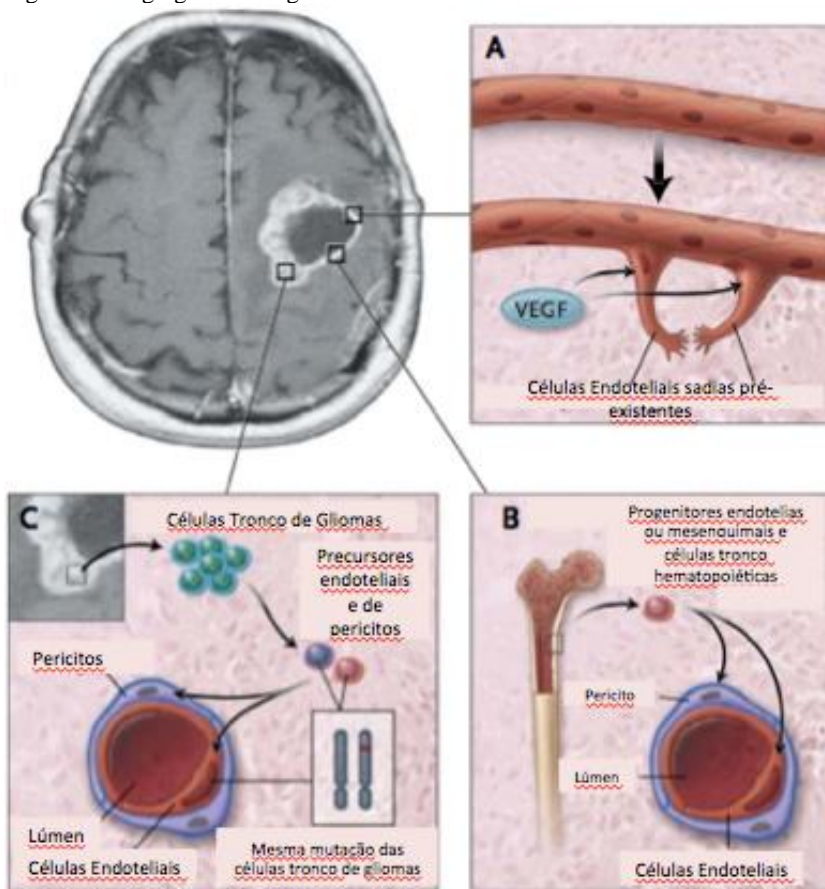 A
VEGF
Células Endoteliais sadias pré-
existentes
C
Células Tronco de Gliomas
Precursores
endoteliais
e de
pericitos
Pericitos
Lúmen
Células Endoteliais
Mesma mutação das
células tronco de gliomas
B
Progenitores endotelias
ou mesenquimais e
células tronco
hematopoiéticas
Pericito
Lúmen
Células Endoteliais